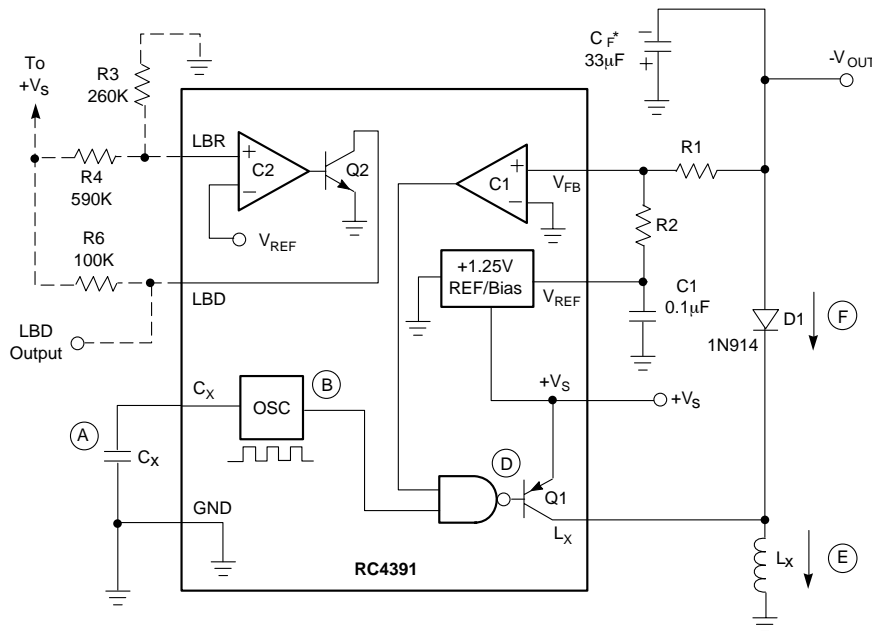 To
+VS
R3
260K
R4
590K
R6
100K
LBD
Output
LBR
C2
+
−
VREF
Q2
LBD
CF*
33µF
−
+
-VOUT
C1
+
−
VFB
R1
R2
+1.25V
REF/Bias
VREF
C1
0.1µF
D1
1N914
F
+VS
+VS
A
CX
CX
OSC
B
D
Q1
LX
GND
RC4391
LX
E